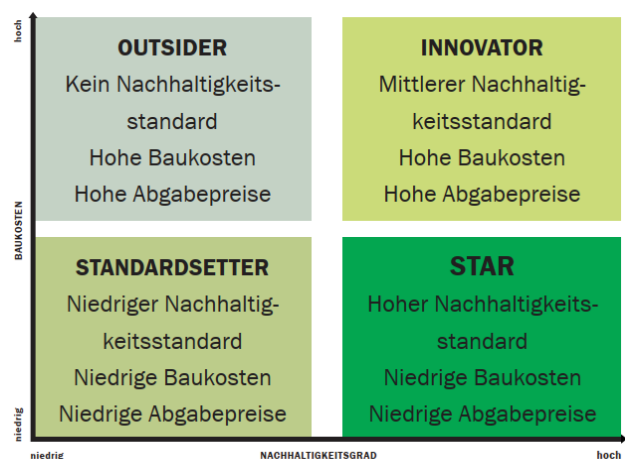 hoch
BAUKOSTEN
niedrig
OUTSIDER
Kein Nachhaltigkeits-
standard
Hohe Baukosten
Hohe Abgabepreise
INNOVATOR
Mittlerer Nachhaltig-
keitsstandard
Hohe Baukosten
Hohe Abgabepreise
STANDARDSETTER
Niedriger Nachhaltig-
keitsstandard
Niedrige Baukosten
Niedrige Abgabepreise
STAR
Hoher Nachhaltigkeits-
standard
Niedrige Baukosten
Niedrige Abgabepreise
niedrig
NACHHALTIGKEITSGRAD
hoch